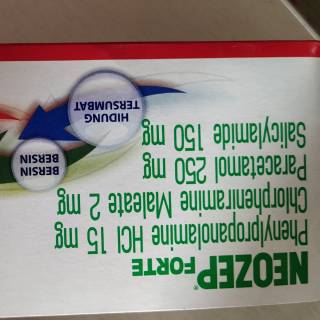 NEOZEP® FORTE
Phenylpropanolamine HCl 15 mg
Chlorpheniramine Maleate 2 mg
Paracetamol 250 mg
Salicylamide 150 mg
BERSIN
BERSIN
HIDUNG
TERSUMBAT